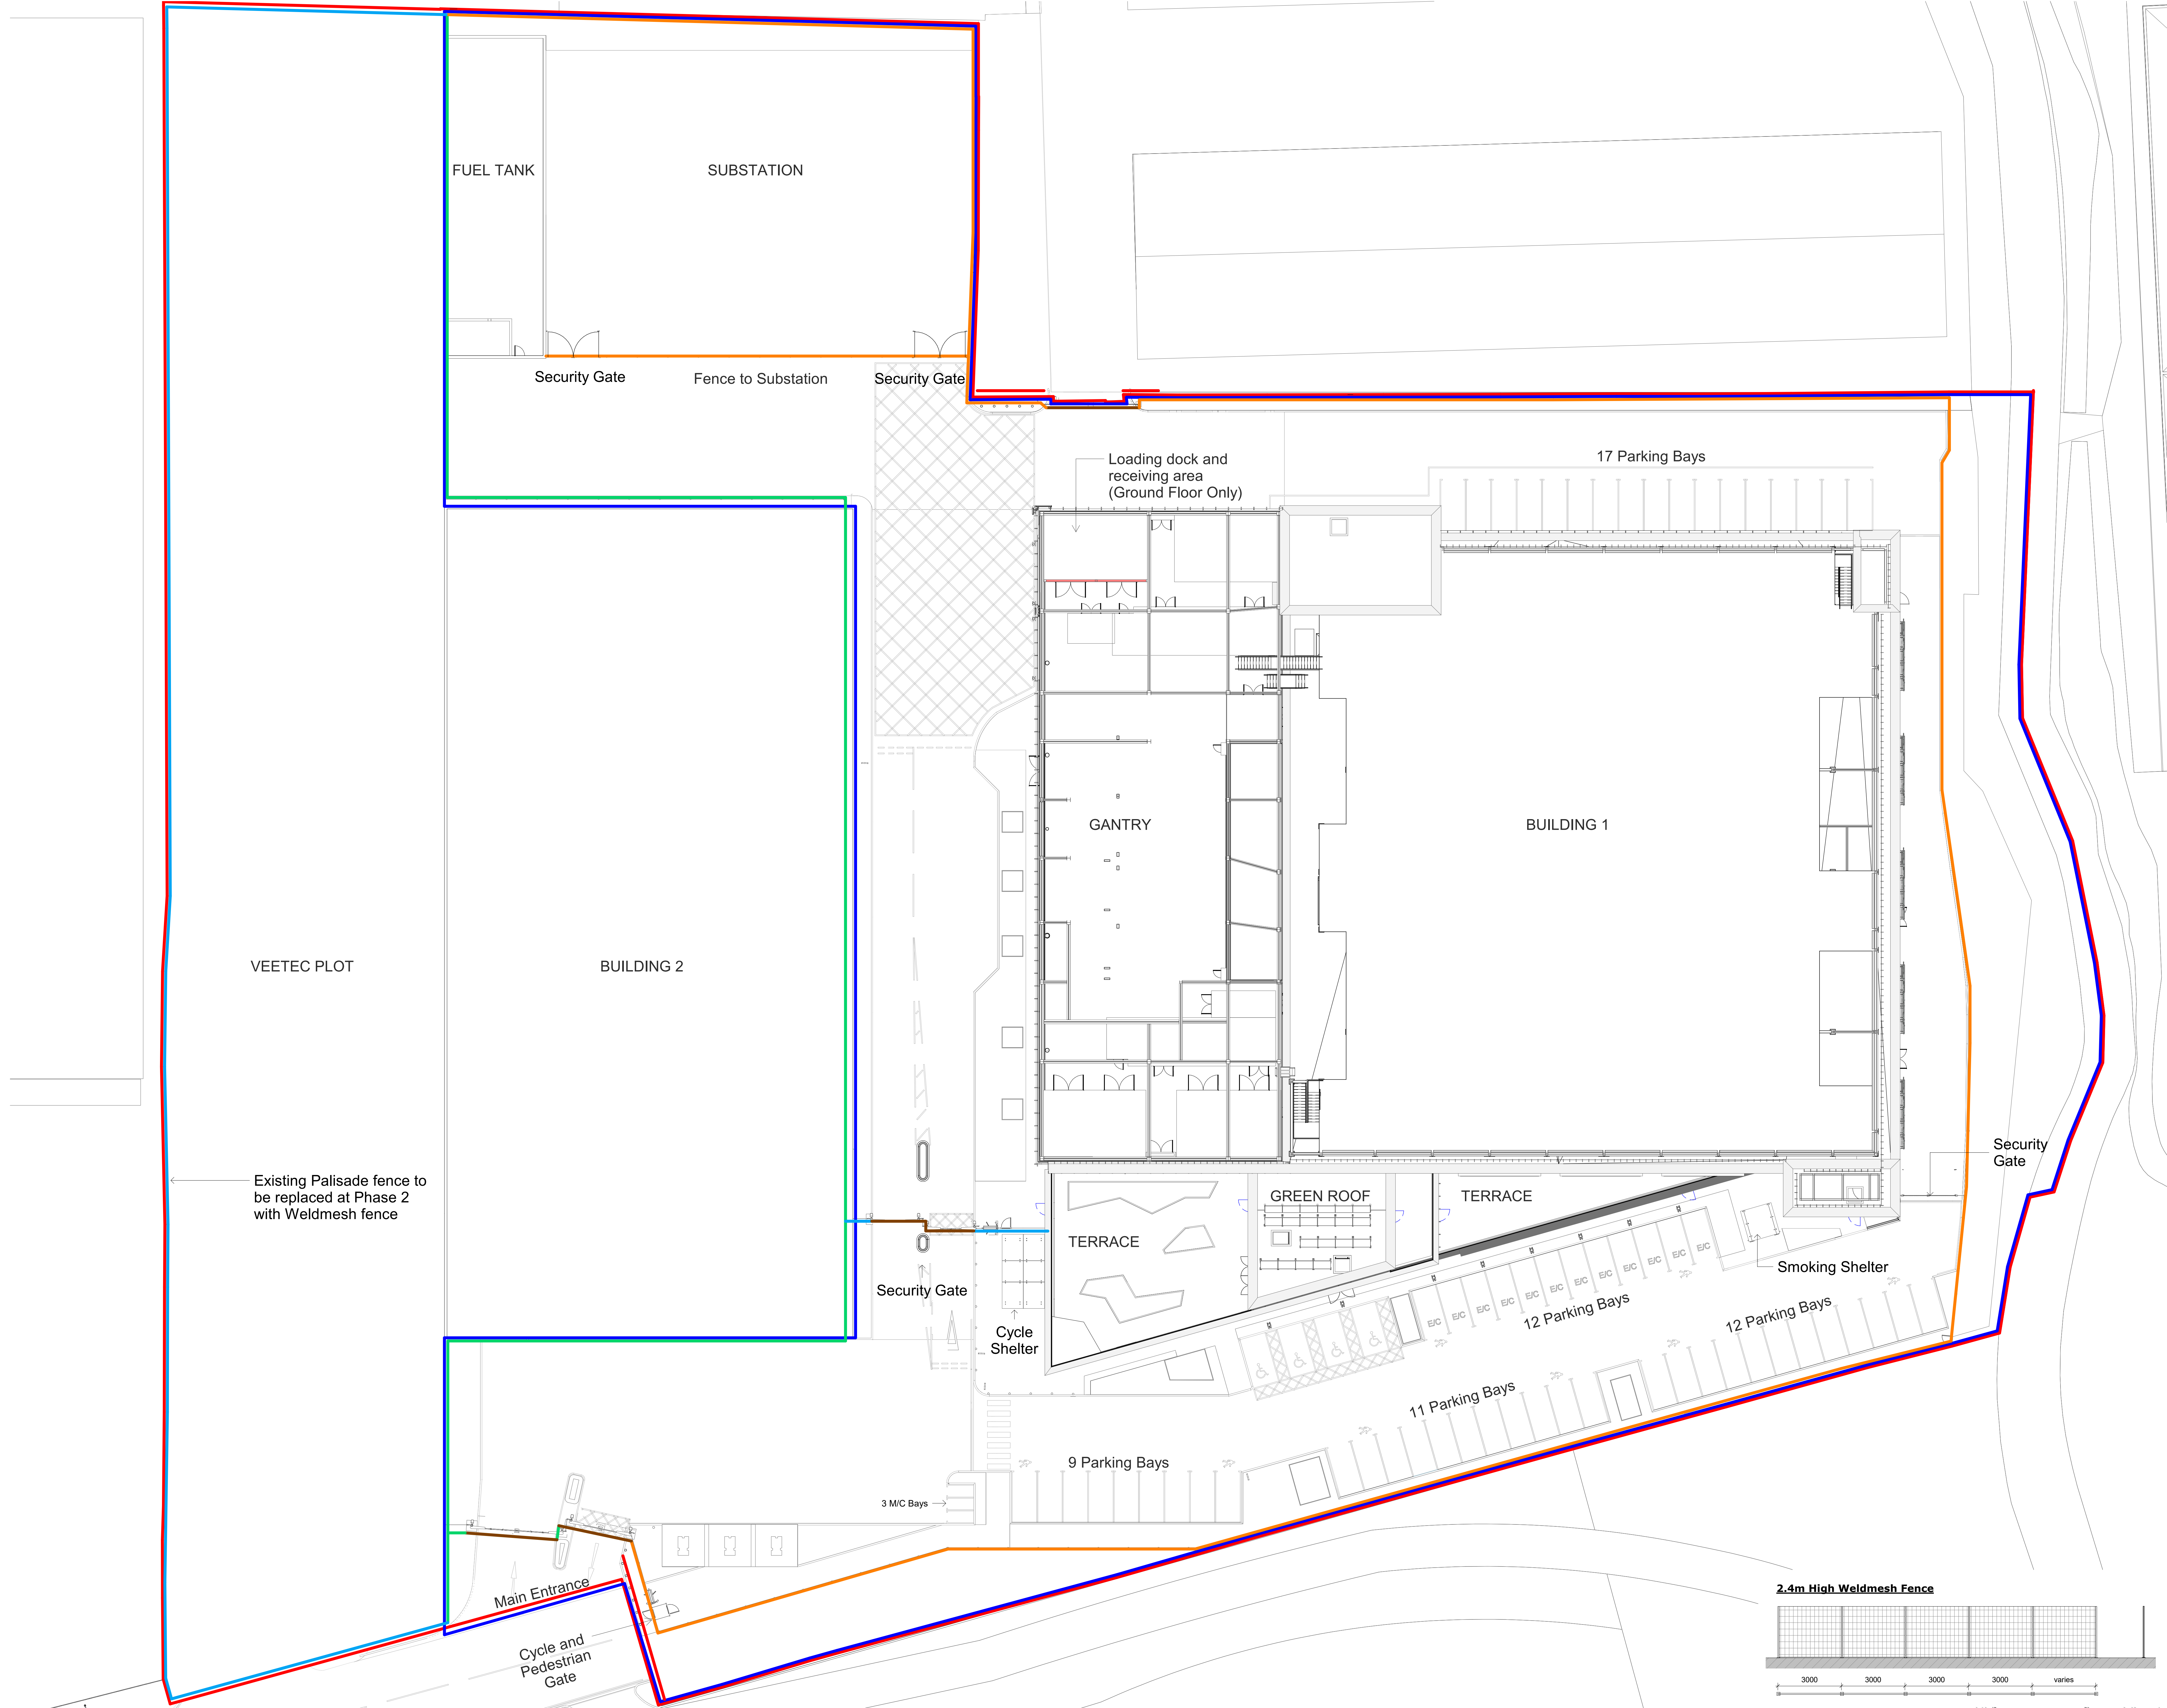 FUEL TANK
SUBSTATION
Security Gate
Fence to Substation
Security Gate
Loading dock and
receiving area
(Ground Floor Only)
17 Parking Bays
GANTRY
BUILDING 1
VEETEC PLOT
BUILDING 2
Existing Palisade fence to
be replaced at Phase 2
with Weldmesh fence
Security
Gate
GREEN ROOF
TERRACE
TERRACE
Security Gate
Cycle
Shelter
Smoking Shelter
E/C E/C E/C E/C E/C E/C E/C E/C E/C E/C E/C E/C
12 Parking Bays
12 Parking Bays
11 Parking Bays
9 Parking Bays
3 M/C Bays
Main Entrance
Cycle and
Pedestrian
Gate
2.4m High Weldmesh Fence
3000 3000 3000 3000 varies